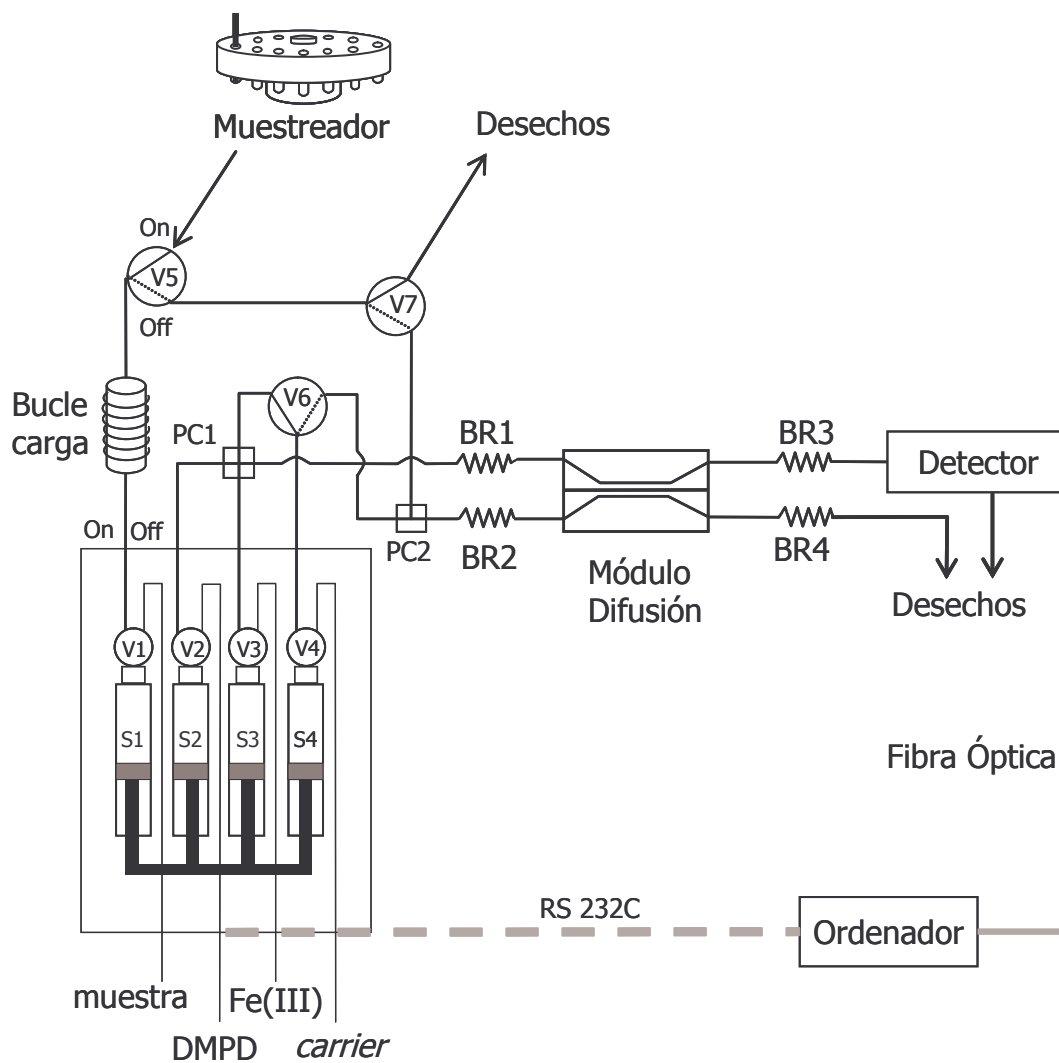 Muestreador
Desechos
On
V5
V7
Off
V6
Bucle
carga
PC1
BR1
BR3
Detector
On
Off
PC2
BR2
BR4
Módulo
Difusión
Desechos
V1
V2
V3
V4
S1
S2
S3
S4
Fibra Óptica
RS 232C
Ordenador
muestra
Fe(III)
DMPD
carrier